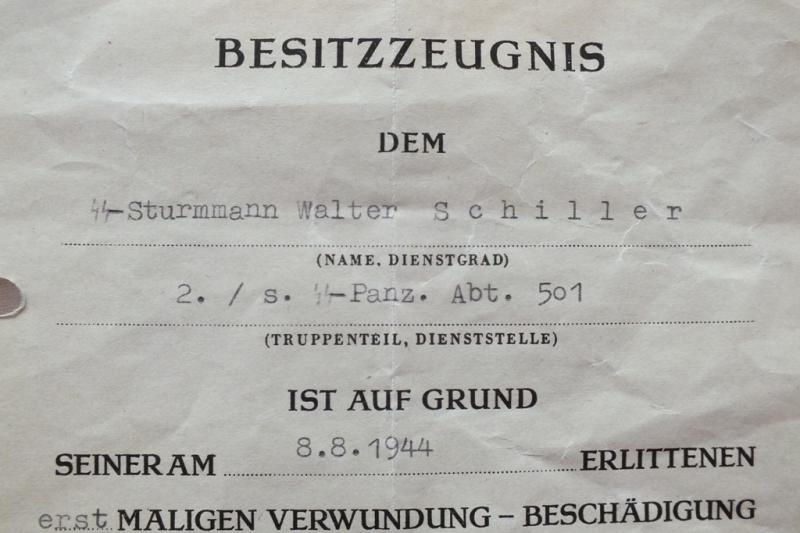 BESITZZEUGNIS
DEM
ᛋᛋ-Sturmmann Walter Schiller
(NAME, DIENSTGRAD)
2. / s. ᛋᛋ-Panz. Abt. 501
(TRUPPENTEIL, DIENSTSTELLE)
IST AUF GRUND
SEINER AM 8.8.1944 ERLITTENEN
erst MALIGEN VERWUNDUNG – BESCHÄDIGUNG